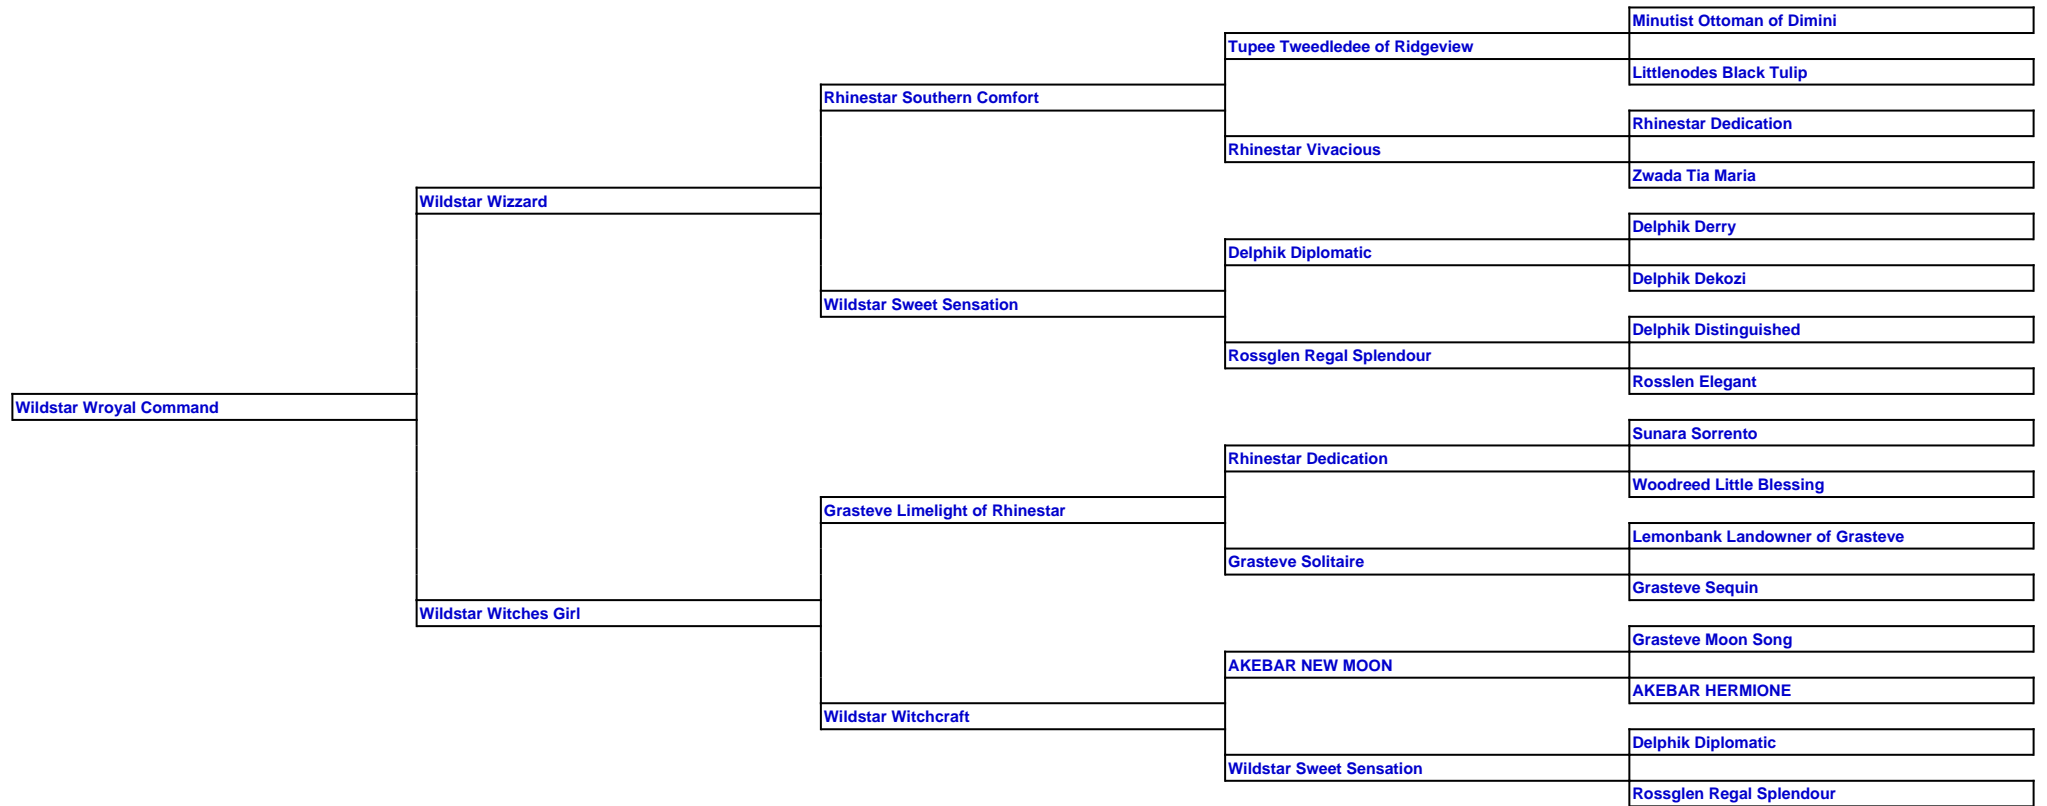 Minutist Ottoman of Dimini
Tupee Tweedledee of Ridgeview
Littlenodes Black Tulip
Rhinestar Southern Comfort
Rhinestar Dedication
Rhinestar Vivacious
Zwada Tia Maria
Wildstar Wizzard
Delphik Derry
Delphik Diplomatic
Delphik Dekozi
Wildstar Sweet Sensation
Delphik Distinguished
Rossglen Regal Splendour
Rosslen Elegant
Wildstar Wroyal Command
Sunara Sorrento
Rhinestar Dedication
Woodreed Little Blessing
Grasteve Limelight of Rhinestar
Lemonbank Landowner of Grasteve
Grasteve Solitaire
Grasteve Sequin
Wildstar Witches Girl
Grasteve Moon Song
AKEBAR NEW MOON
AKEBAR HERMIONE
Wildstar Witchcraft
Delphik Diplomatic
Wildstar Sweet Sensation
Rossglen Regal Splendour